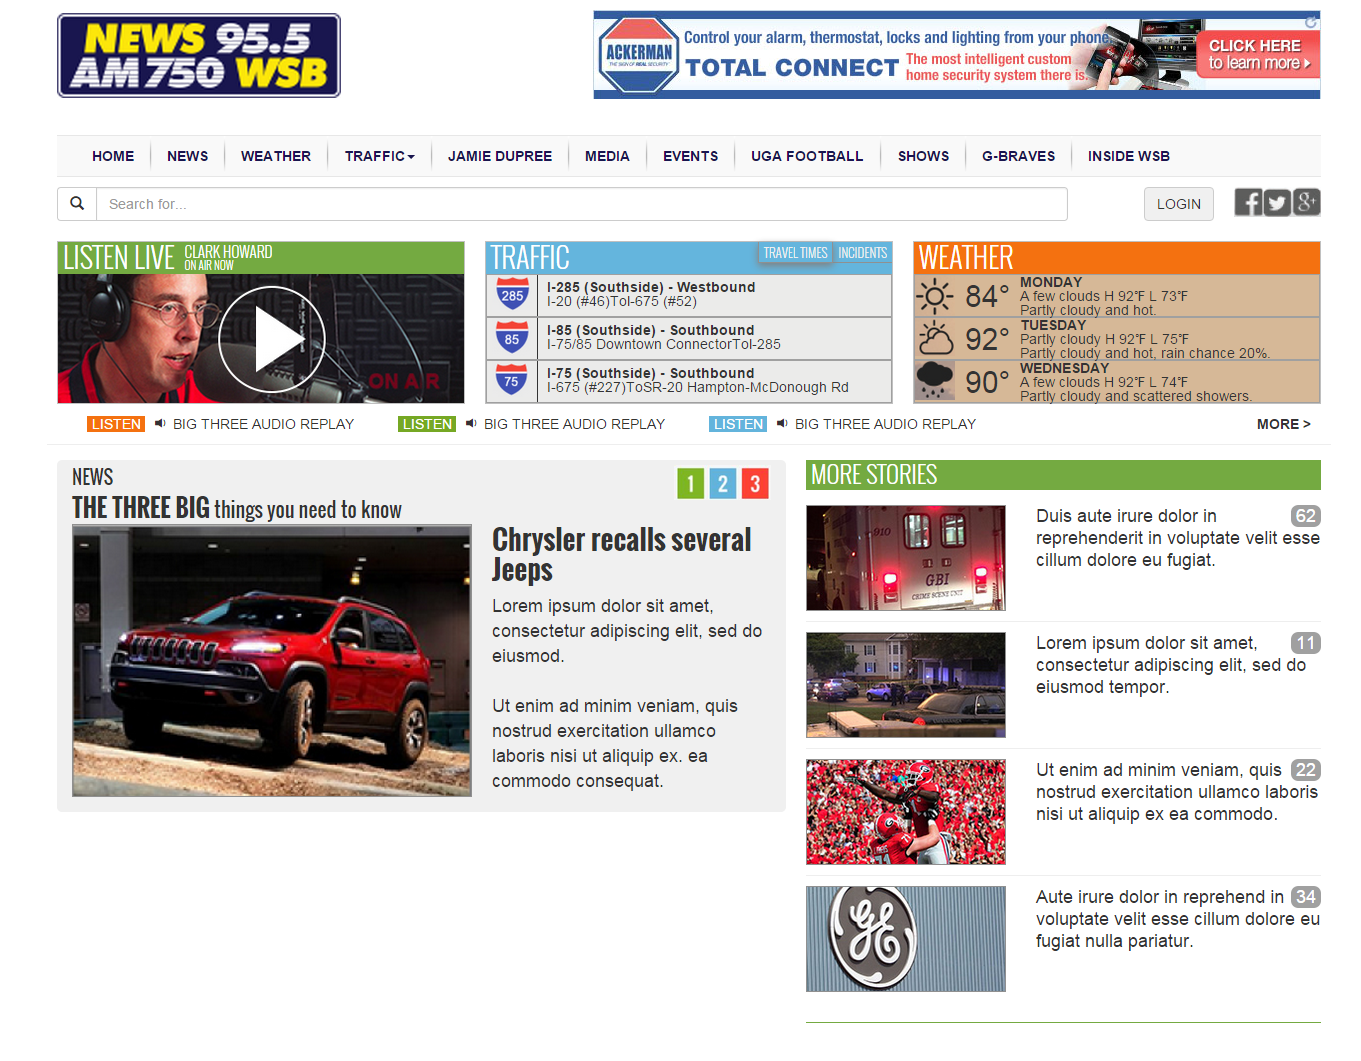 NEWS 95.5
AM 750 WSB
ACKERMAN
THE SIGN OF REAL SECURITY
Control your alarm, thermostat, locks and lighting from your phone.
TOTAL CONNECT
The most intelligent custom
home security system there is.
CLICK HERE
to learn more
HOME
NEWS
WEATHER
TRAFFIC
JAMIE DUPREE
MEDIA
EVENTS
UGA FOOTBALL
SHOWS
G-BRAVES
INSIDE WSB
Search for...
LOGIN
LISTEN LIVE
CLARK HOWARD
ON AIR NOW
ON AIR
TRAFFIC
TRAVEL TIMES
INCIDENTS
285
I-285 (Southside) - Westbound
I-20 (#46)ToI-675 (#52)
85
I-85 (Southside) - Southbound
I-75/85 Downtown ConnectorToI-285
75
I-75 (Southside) - Southbound
I-675 (#227)ToSR-20 Hampton-McDonough Rd
WEATHER
84°
MONDAY
A few clouds H 92°F L 73°F
Partly cloudy and hot.
92°
TUESDAY
Partly cloudy H 92°F L 75°F
Partly cloudy and hot, rain chance 20%.
90°
WEDNESDAY
A few clouds H 92°F L 74°F
Partly cloudy and scattered showers.
LISTEN BIG THREE AUDIO REPLAY
LISTEN BIG THREE AUDIO REPLAY
LISTEN BIG THREE AUDIO REPLAY
MORE >
NEWS
1 2 3
THE THREE BIG things you need to know
Chrysler recalls several
Jeeps
Lorem ipsum dolor sit amet,
consectetur adipiscing elit, sed do
eiusmod.
Ut enim ad minim veniam, quis
nostrud exercitation ullamco
laboris nisi ut aliquip ex. ea
commodo consequat.
MORE STORIES
910
GBI
CRIME SCENE UNIT
Duis aute irure dolor in
reprehenderit in voluptate velit esse
cillum dolore eu fugiat.
62
Lorem ipsum dolor sit amet,
consectetur adipiscing elit, sed do
eiusmod tempor.
11
Ut enim ad minim veniam, quis
nostrud exercitation ullamco laboris
nisi ut aliquip ex ea commodo.
22
GE
Aute irure dolor in reprehend in
voluptate velit esse cillum dolore eu
fugiat nulla pariatur.
34